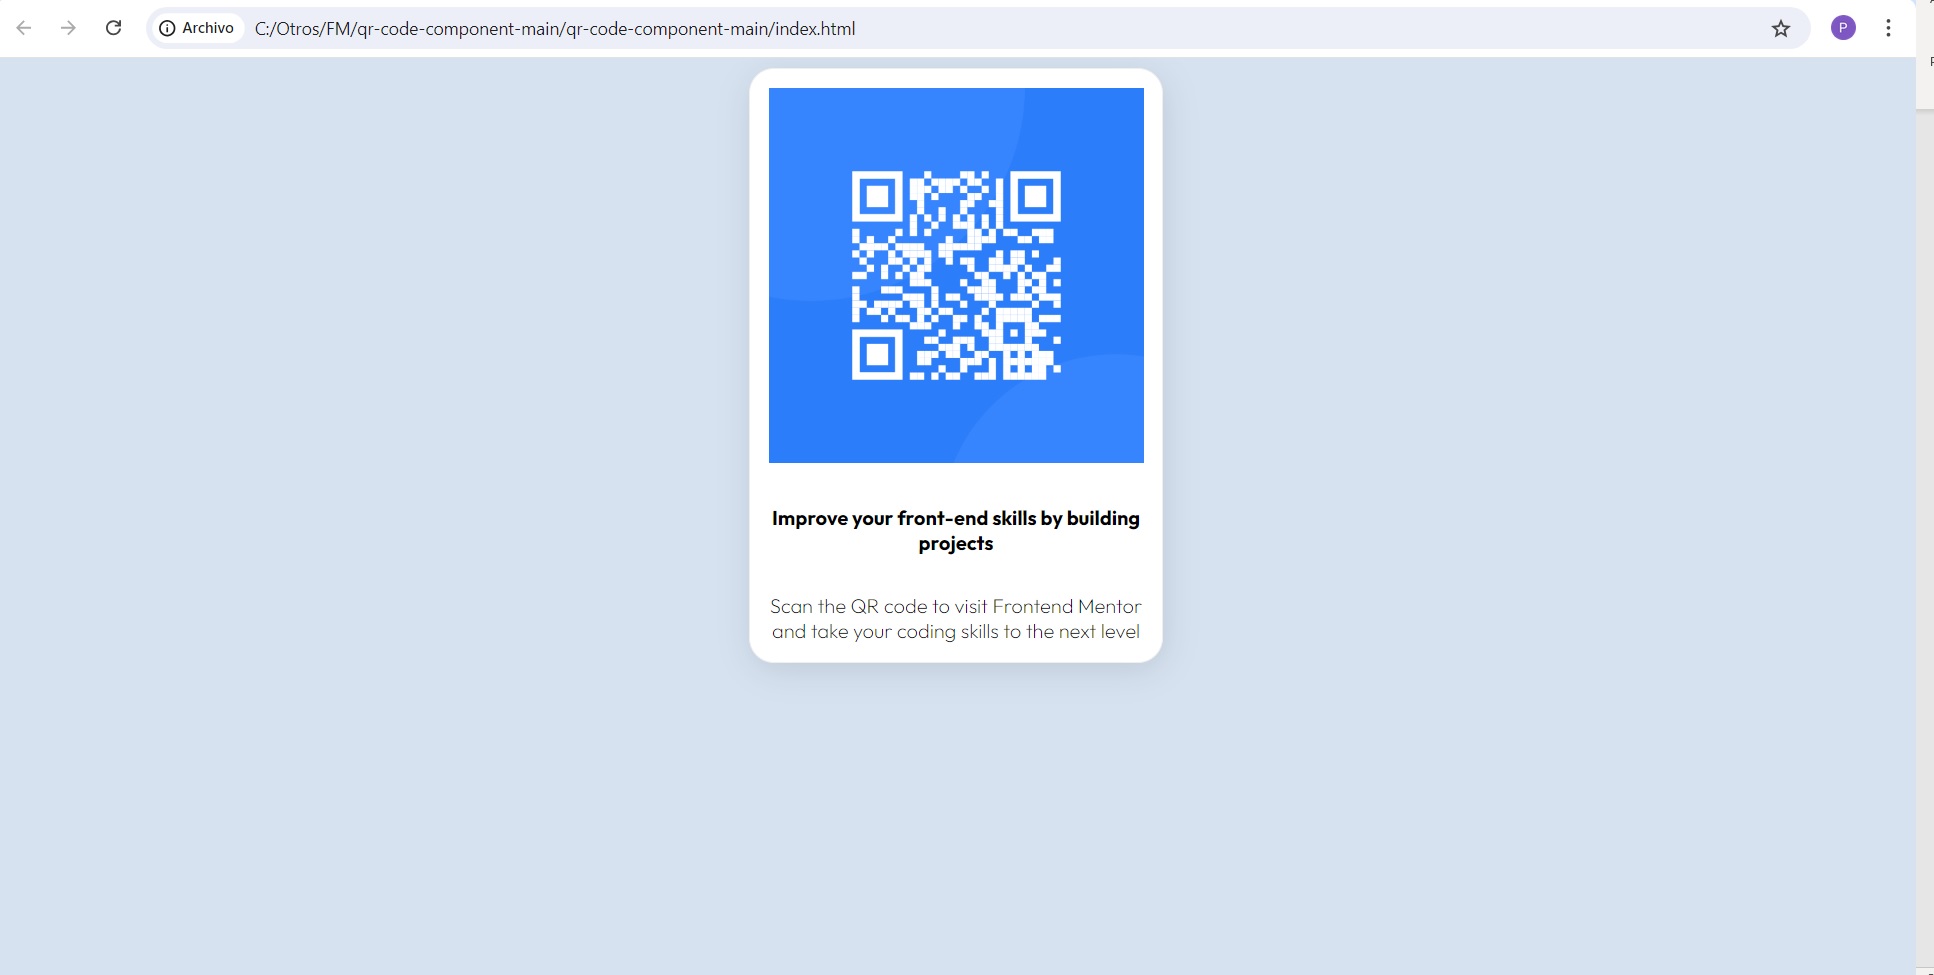 Archivo
C:/Otros/FM/qr-code-component-main/qr-code-component-main/index.html
P
Improve your front-end skills by building
projects
Scan the QR code to visit Frontend Mentor
and take your coding skills to the next level